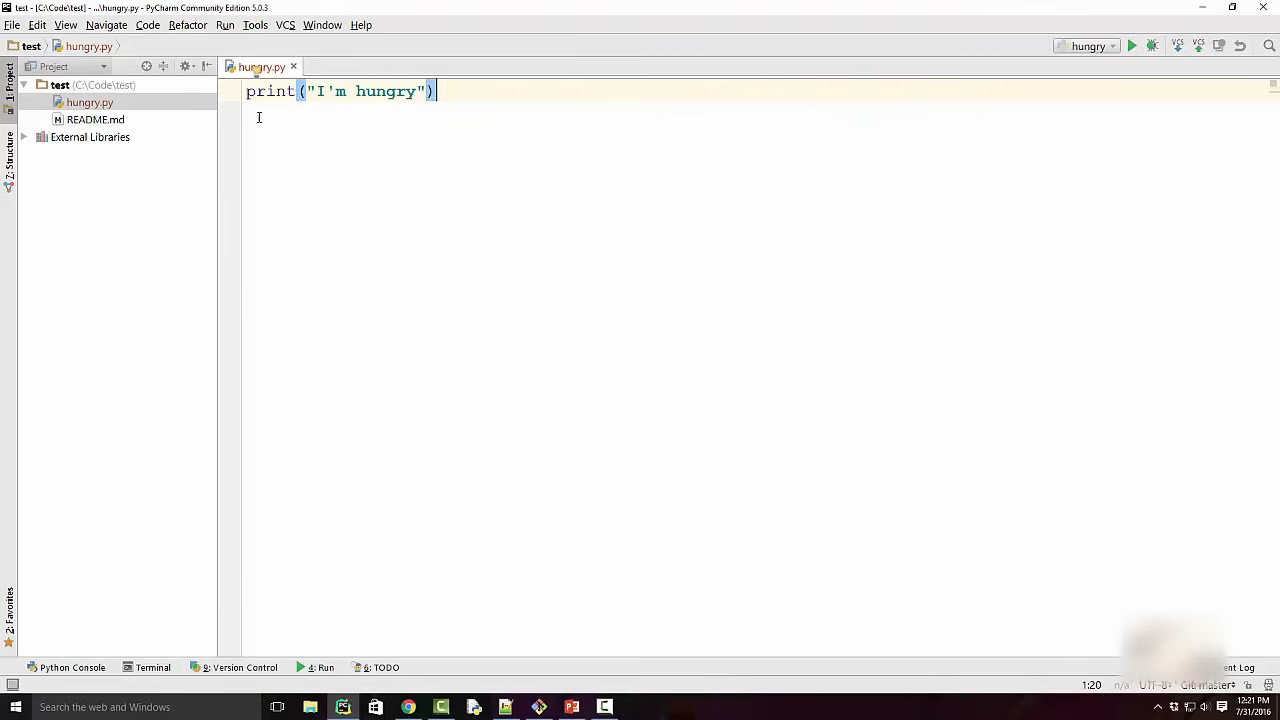 test - [C:\Code\test] - ...\hungry.py - PyCharm Community Edition 5.0.3
File Edit View Navigate Code Refactor Run Tools VCS Window Help
test hungry.py hungry VCS VCS
1: Project Project hungry.py
test (C:\Code\test)
hungry.py
README.md
External Libraries
Z: Structure
2: Favorites
print("I'm hungry")
Python Console Terminal 9: Version Control 4: Run 6: TODO nt Log
1:20 n/a UTF-8 Git: master
Search the web and Windows
12:21 PM
7/31/2016